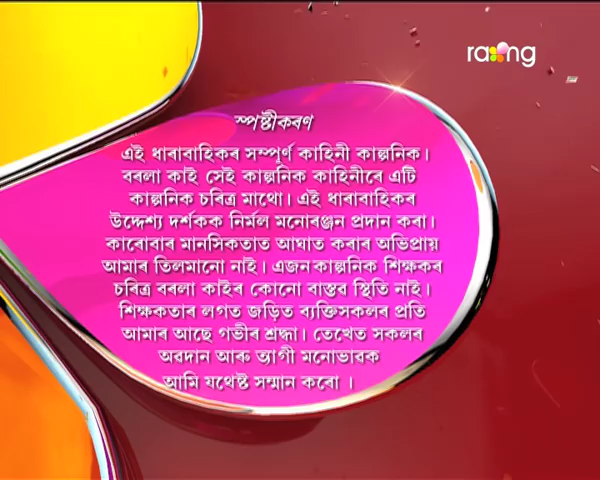 rang
স্পষ্টীকৰণ
এই ধাৰাবাহিকৰ সম্পূৰ্ণ কাহিনী কাল্পনিক।
বৰলা কাই সেই কাল্পনিক কাহিনীৰে এটি
কাল্পনিক চৰিত্ৰ মাথো। এই ধাৰাবাহিকৰ
উদ্দেশ্য দৰ্শকক নিৰ্মল মনোৰঞ্জন প্ৰদান কৰা।
কাৰোবাৰ মানসিকতাত আঘাত কৰাৰ অভিপ্ৰায়
আমাৰ তিলমানো নাই। এজন কাল্পনিক শিক্ষকৰ
চৰিত্ৰ বৰলা কাইৰ কোনো বাস্তৱ স্থিতি নাই।
শিক্ষকতাৰ লগত জড়িত ব্যক্তিসকলৰ প্ৰতি
আমাৰ আছে গভীৰ শ্ৰদ্ধা। তেখেত সকলৰ
অৱদান আৰু ত্যাগী মনোভাৱক
আমি যথেষ্ট সন্মান কৰো ।